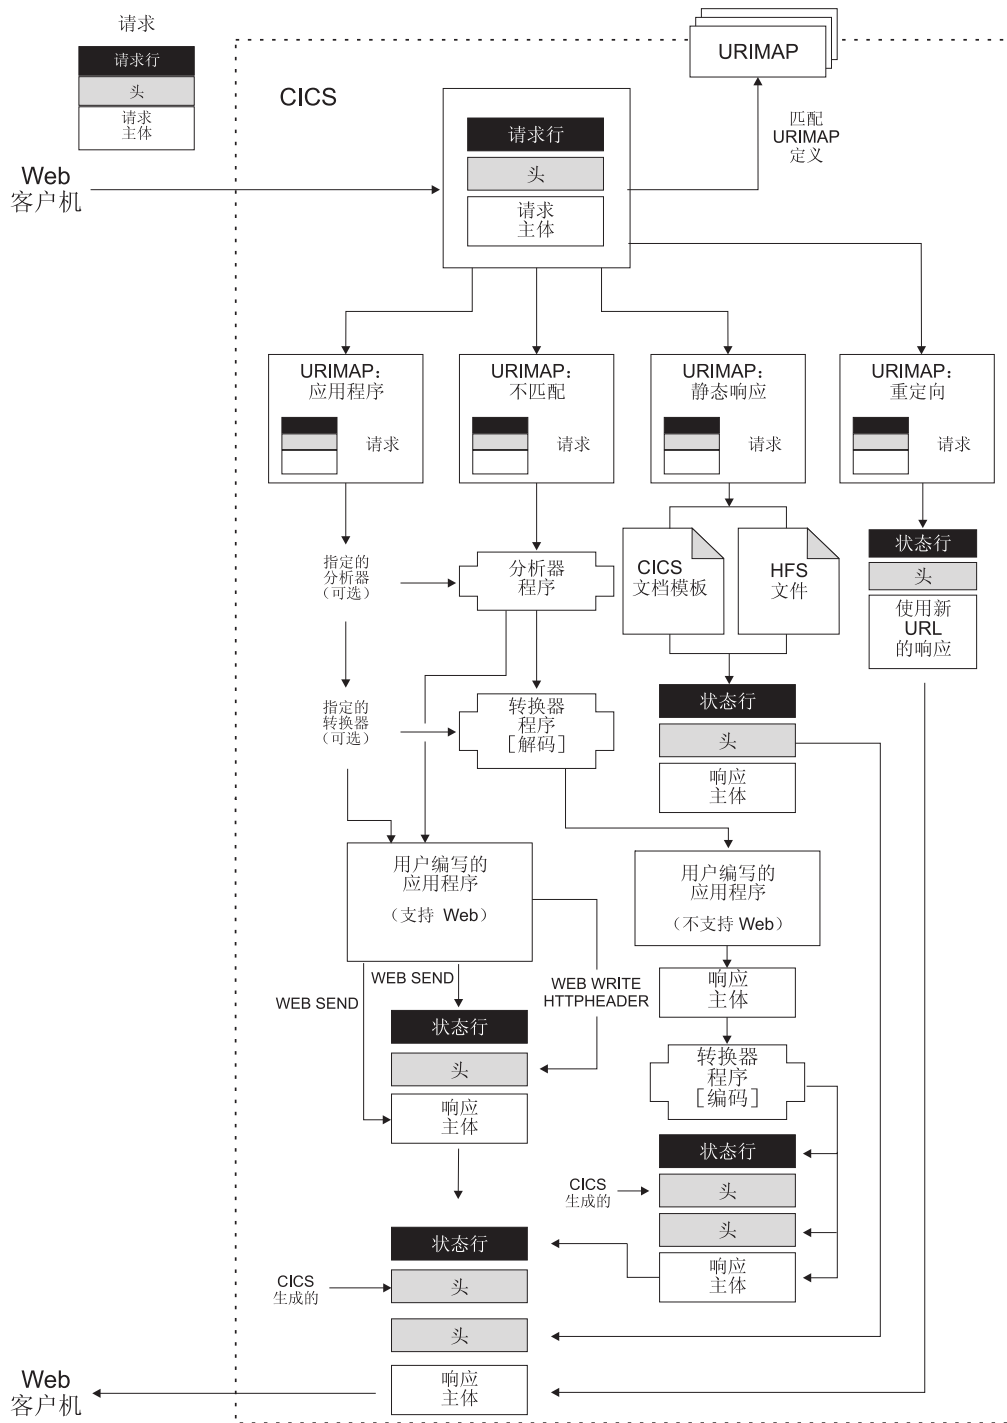 请求
请求行
头
请求
主体
Web
客户机
CICS
URIMAP
匹配
URIMAP
定义
请求行
头
请求
主体
URIMAP：
应用程序
请求
URIMAP：
不匹配
请求
URIMAP：
静态响应
请求
URIMAP：
重定向
请求
指定的
分析器
（可选）
分析器
程序
CICS
文档模板
HFS
文件
状态行
头
使用新
URL
的响应
指定的
转换器
（可选）
转换器
程序
［解码］
状态行
头
响应
主体
用户编写的
应用程序
（支持 Web）
用户编写的
应用程序
（不支持 Web）
WEB SEND
WEB SEND
WEB WRITE
HTTPHEADER
响应
主体
状态行
头
响应
主体
转换器
程序
［编码］
状态行
CICS
生成的
头
头
响应
主体
状态行
CICS
生成的
头
头
响应
主体
Web
客户机